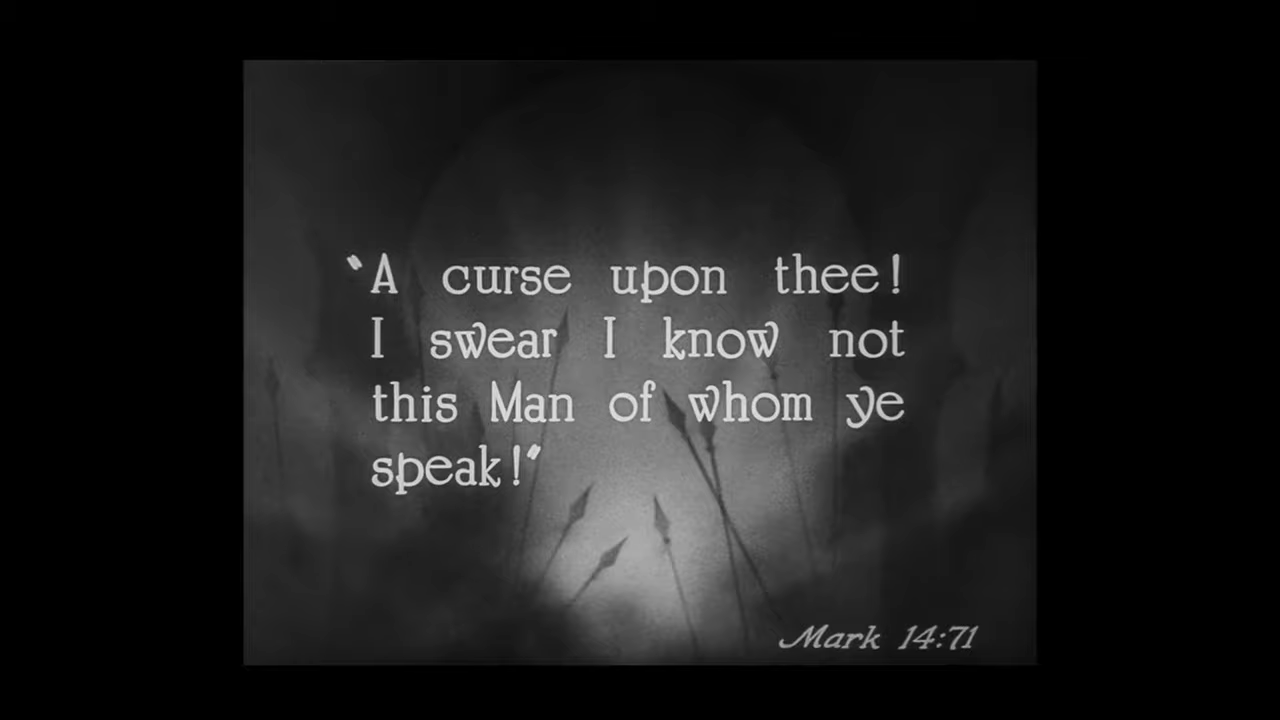 "A curse upon thee!
I swear I know not
this Man of whom ye
speak!"
Mark 14:71